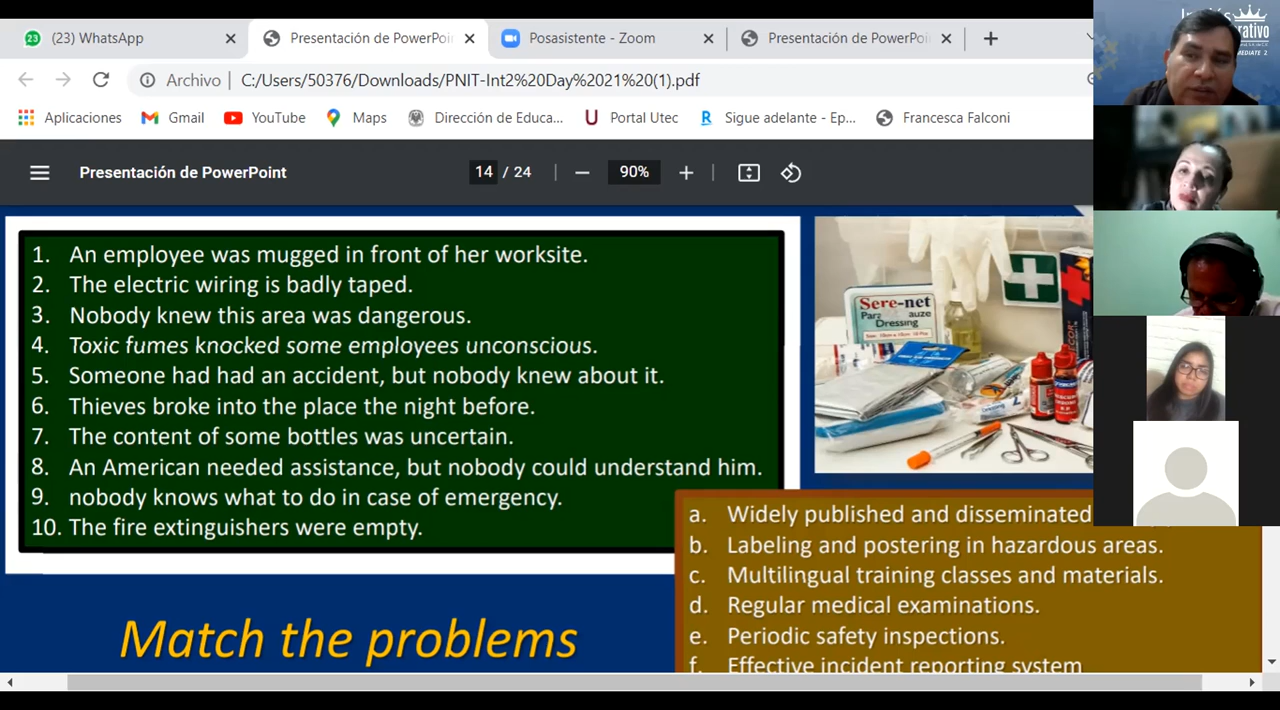 (23) WhatsApp
Presentación de PowerPoi
Reasistente - Zoom
Presentación de PowerPoi
Archivo
C:/Users/50376/Downloads/PNIT-Int2%20Day%2021%20(1).pdf
Aplicaciones
Gmail
YouTube
Maps
Dirección de Educa...
Portal Utec
Sigue adelante - Ep...
Francesca Falconi
Presentación de PowerPoint
14 / 24
90%
1. An employee was mugged in front of her worksite.
2. The electric wiring is badly taped.
3. Nobody knew this area was dangerous.
4. Toxic fumes knocked some employees unconscious.
5. Someone had had an accident, but nobody knew about it.
6. Thieves broke into the place the night before.
7. The content of some bottles was uncertain.
8. An American needed assistance, but nobody could understand him.
9. nobody knows what to do in case of emergency.
10. The fire extinguishers were empty.
Sere-net
Dressing
a. Widely published and disseminated
b. Labeling and postering in hazardous areas.
c. Multilingual training classes and materials.
d. Regular medical examinations.
e. Periodic safety inspections.
f. Effective incident reporting system
Match the problems